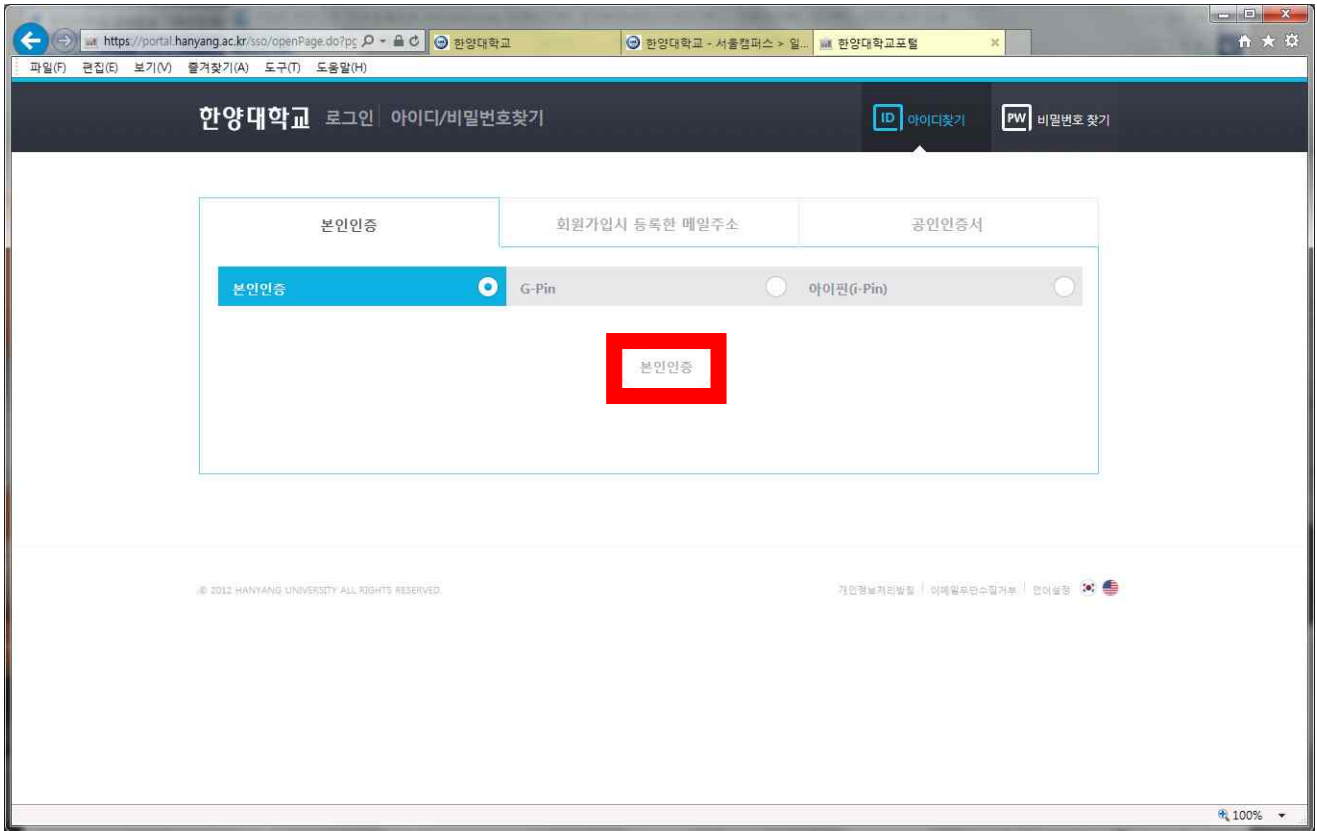 https://portal.hanyang.ac.kr/sso/openPage.do?pg
한양대학교
한양대학교 - 서울캠퍼스 > 일...
한양대학교포털
파일(F) 편집(E) 보기(V) 즐겨찾기(A) 도구(T) 도움말(H)
한양대학교 로그인 아이디/비밀번호찾기
ID 아이디찾기
PW 비밀번호 찾기
본인인증 회원가입시 등록한 메일주소 공인인증서
본인인증 G-Pin 아이핀(i-Pin)
본인인증
© 2012 HANYANG UNIVERSITY ALL RIGHTS RESERVED.
개인정보처리방침 이메일무단수집거부 언어설정
100%